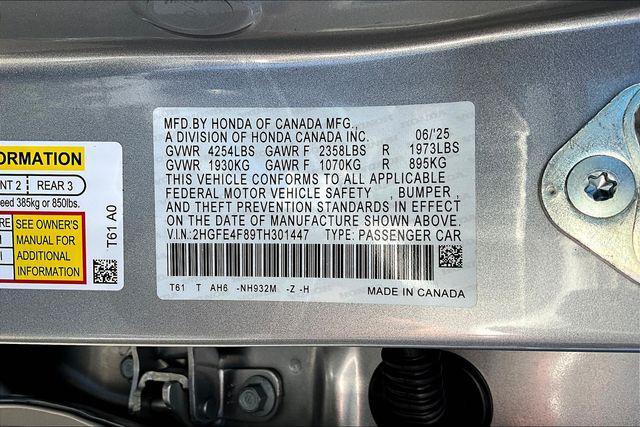 MFD.BY HONDA OF CANADA MFG.,
A DIVISION OF HONDA CANADA INC. 06/'25
GVWR 4254LBS GAWR F 2358LBS R 1973LBS
GVWR 1930KG GAWR F 1070KG R 895KG
THIS VEHICLE CONFORMS TO ALL APPLICABLE
FEDERAL MOTOR VEHICLE SAFETY , BUMPER ,
AND THEFT PREVENTION STANDARDS IN EFFECT
ON THE DATE OF MANUFACTURE SHOWN ABOVE.
V.I.N.:2HGFE4F89TH301447 TYPE: PASSENGER CAR
T61 T AH6 -NH932M -Z -H
MADE IN CANADA
ORMATION
NT 2 REAR 3
eed 385kg or 850lbs.
RE
SEE OWNER'S
MANUAL FOR
ADDITIONAL
INFORMATION
T61 A0